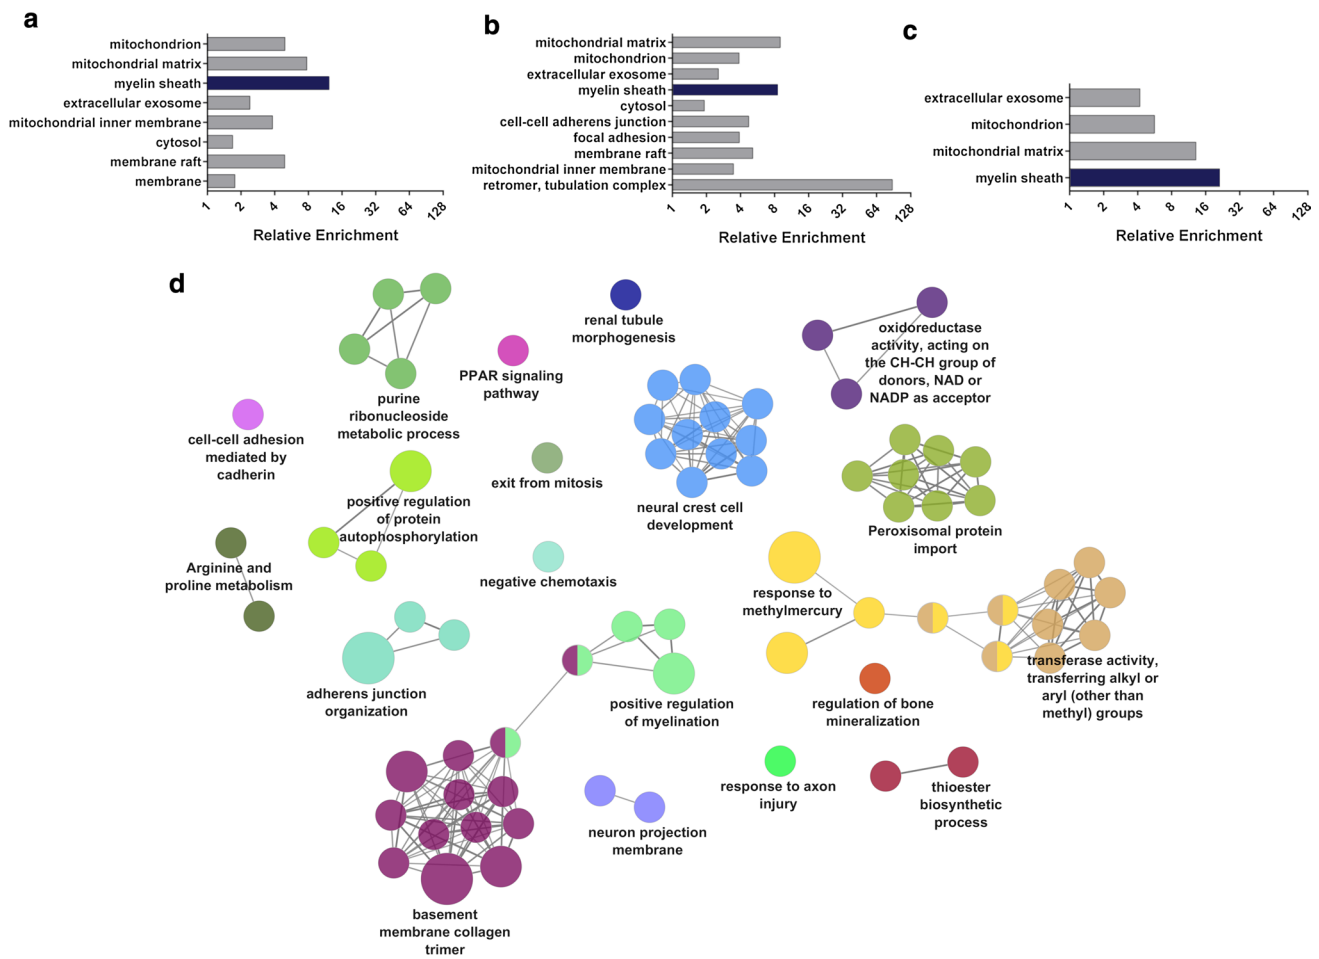 a
mitochondrion
mitochondrial matrix
myelin sheath
extracellular exosome
mitochondrial inner membrane
cytosol
membrane raft
membrane
1 2 4 8 16 32 64 128
Relative Enrichment
b
mitochondrial matrix
mitochondrion
extracellular exosome
myelin sheath
cytosol
cell-cell adherens junction
focal adhesion
membrane raft
mitochondrial inner membrane
retromer, tubulation complex
1 2 4 8 16 32 64 128
Relative Enrichment
c
extracellular exosome
mitochondrion
mitochondrial matrix
myelin sheath
1 2 4 8 16 32 64 128
Relative Enrichment
d
purine
ribonucleoside
metabolic process
PPAR signaling
pathway
renal tubule
morphogenesis
oxidoreductase
activity, acting on
the CH-CH group of
donors, NAD or
NADP as acceptor
cell-cell adhesion
mediated by
cadherin
positive regulation
of protein
autophosphorylation
exit from mitosis
neural crest cell
development
Peroxisomal protein
import
Arginine and
proline metabolism
negative chemotaxis
response to
methylmercury
transferase activity,
transferring alkyl or
aryl (other than
methyl) groups
adherens junction
organization
positive regulation
of myelination
regulation of bone
mineralization
response to axon
injury
thioester
biosynthetic
process
neuron projection
membrane
basement
membrane collagen
trimer